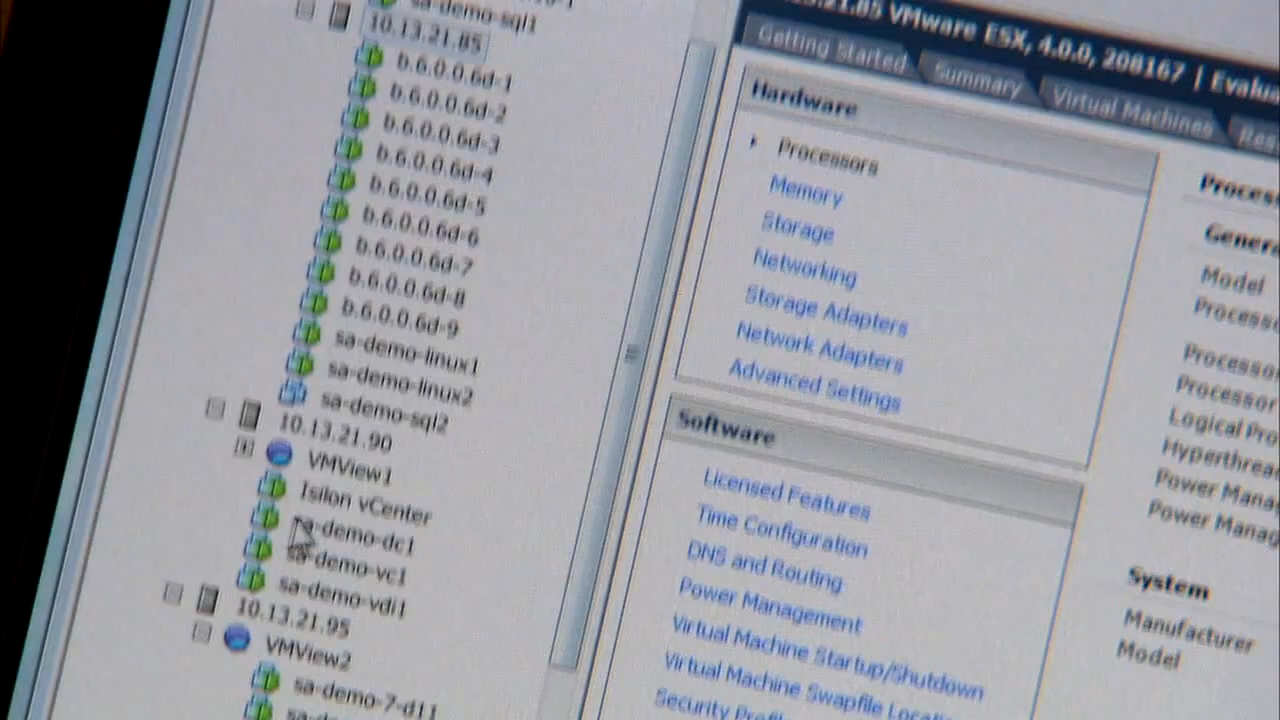 sa-demo-sql1
10.13.21.85
b.6.0.0.6d-1
b.6.0.0.6d-2
b.6.0.0.6d-3
b.6.0.0.6d-4
b.6.0.0.6d-5
b.6.0.0.6d-6
b.6.0.0.6d-7
b.6.0.0.6d-8
b.6.0.0.6d-9
sa-demo-linux1
sa-demo-linux2
sa-demo-sql2
10.13.21.90
VMView1
Isilon vCenter
sa-demo-dc1
sa-demo-vc1
sa-demo-vdi1
10.13.21.95
VMView2
sa-demo-7-d11
VMware ESX, 4.0.0, 208167 | Evalua
Getting Started
Summary
Virtual Machines
Hardware
Processors
Memory
Storage
Networking
Storage Adapters
Network Adapters
Advanced Settings
Software
Licensed Features
Time Configuration
DNS and Routing
Power Management
Virtual Machine Startup/Shutdown
Virtual Machine Swapfile Locati
Security Profi
Proces
Genera
Model
Processo
Processor
Processor
Logical Pro
Hyperthrea
Power Mana
Power Manag
System
Manufacturer
Model